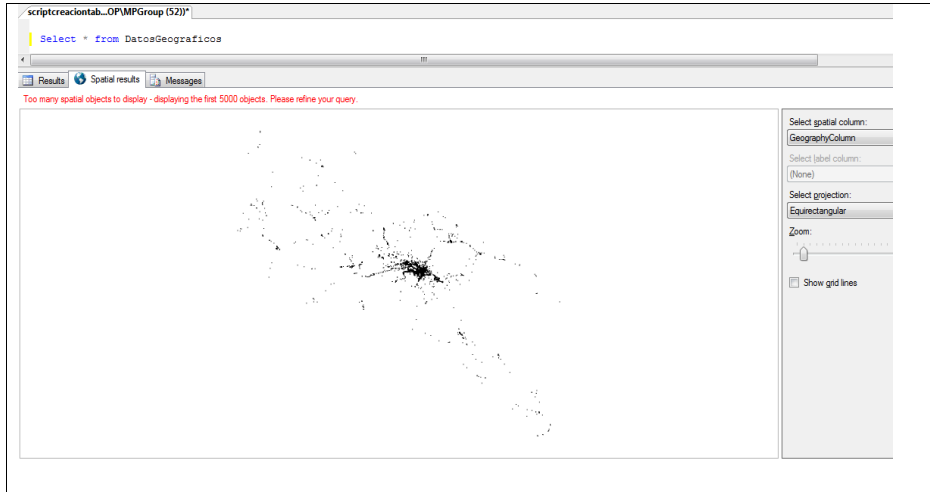 scriptcreaciontab...OP\MPGroup (52))*
Select * from DatosGeograficos
Results
Spatial results
Messages
Too many spatial objects to display - displaying the first 5000 objects. Please refine your query.
Select spatial column:
GeographyColumn
Select label column:
(None)
Select projection:
Equirectangular
Zoom:
Show grid lines